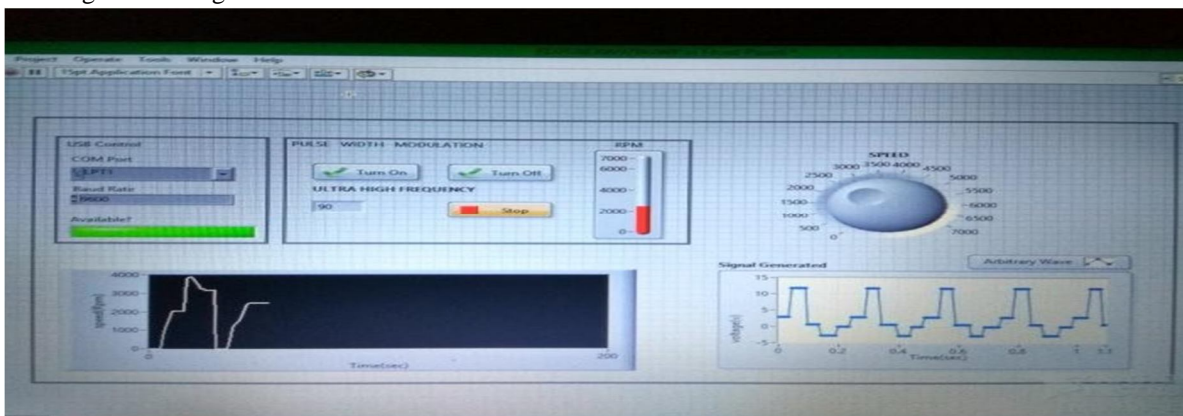 Project Operate Tools Window Help
15pt Application Font
USB Control
COM Port
LPT1
Baud Rate
9600
Available?
PULSE WIDTH MODULATION
Turn On
Turn Off
ULTRA HIGH FREQUENCY
90
Stop
RPM
7000
6000
4000
2000
0
SPEED
0
500
1000
1500
2000
2500
3000
3500
4000
4500
5000
5500
6000
6500
7000
4000
3000
2000
1000
0
speed(Rpm)
0
200
Time(sec)
Signal Generated
Arbitrary Wave
15
10
5
0
-5
voltage(v)
0
0.2
0.4
0.6
0.8
1
1.1
Time(sec)